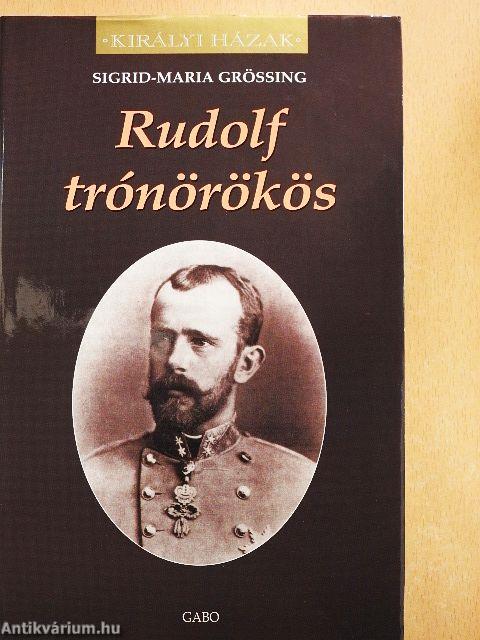 KIRÁLYI HÁZAK
SIGRID-MARIA GRÖSSING
Rudolf
trónörökös
GABO
Antikvárium.hu